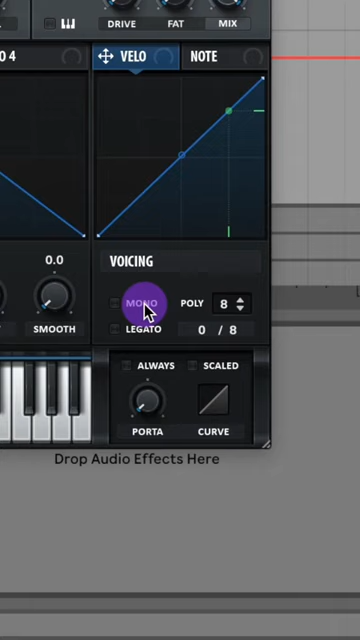 DRIVE FAT MIX
O 4 VELO NOTE
VOICING
0.0
MONO POLY 8
SMOOTH LEGATO 0 / 8
ALWAYS SCALED
PORTA CURVE
Drop Audio Effects Here